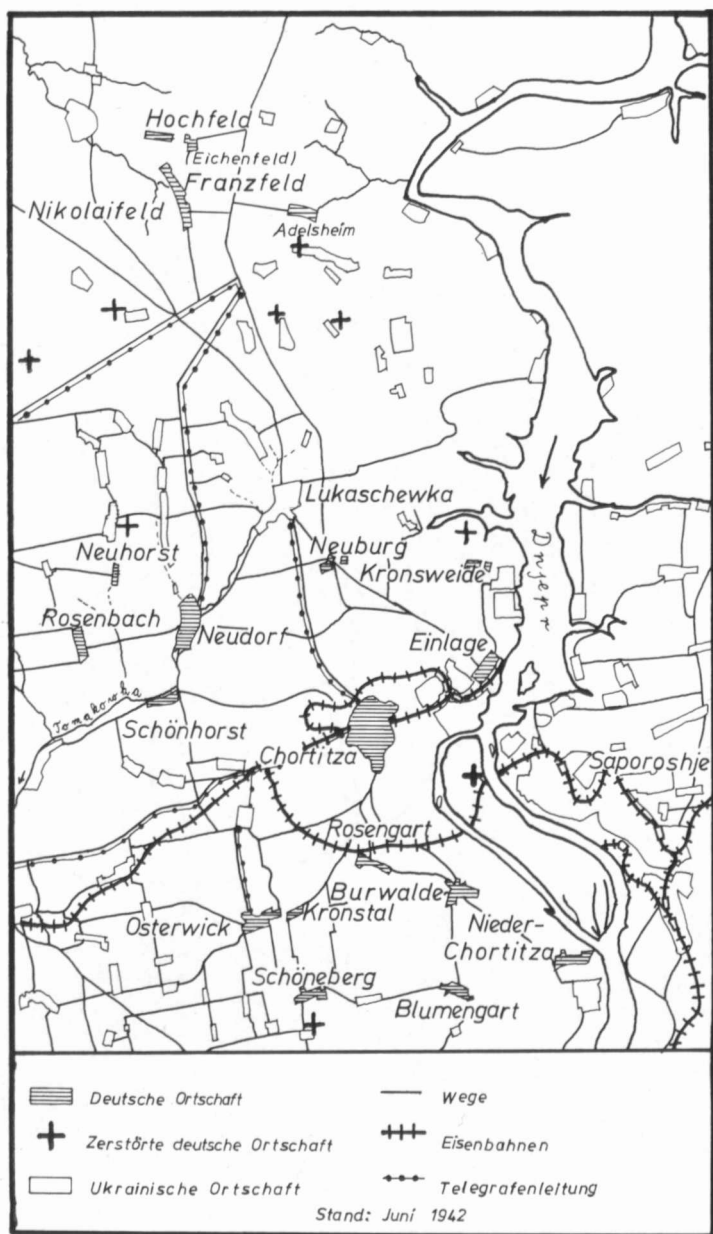 Hochfeld
(Eichenfeld)
Franzfeld
Nikolaifeld
Adelsheim
Lukaschewka
Neuhorst
Neuburg
Kronsweide
Dnjepr
Rosenbach
Neudorf
Einlage
Tomakowka
Schönhorst
Chortitza
Saporoshje
Rosengart
Burwalde
Osterwick
Kronstal
Nieder-
Chortitza
Schöneberg
Blumengart
Deutsche Ortschaft
Wege
Zerstörte deutsche Ortschaft
Eisenbahnen
Ukrainische Ortschaft
Telegrafenleitung
Stand: Juni 1942